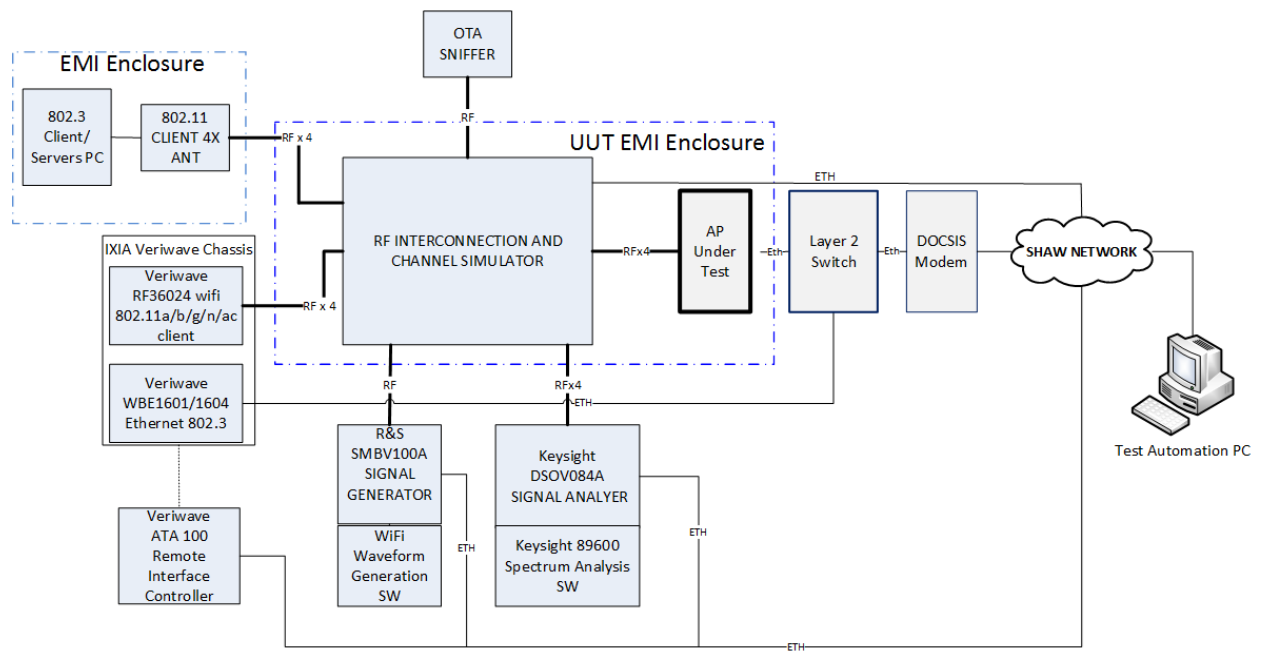 OTA
SNIFFER
EMI Enclosure
802.3
Client/
Servers PC
802.11
CLIENT 4X
ANT
RF x 4
RF
UUT EMI Enclosure
ETH
RF INTERCONNECTION AND
CHANNEL SIMULATOR
RFx4
AP
Under
Test
Eth
Layer 2
Switch
Eth
DOCSIS
Modem
SHAW NETWORK
IXIA Veriwave Chassis
Veriwave
RF36024 wifi
802.11a/b/g/n/ac
client
RF x 4
Veriwave
WBE1601/1604
Ethernet 802.3
RF
RFx4
ETH
Test Automation PC
R&S
SMBV100A
SIGNAL
GENERATOR
WiFi
Waveform
Generation
SW
Keysight
DSOV084A
SIGNAL ANALYER
Keysight 89600
Spectrum Analysis
SW
ETH
ETH
Veriwave
ATA 100
Remote
Interface
Controller
ETH